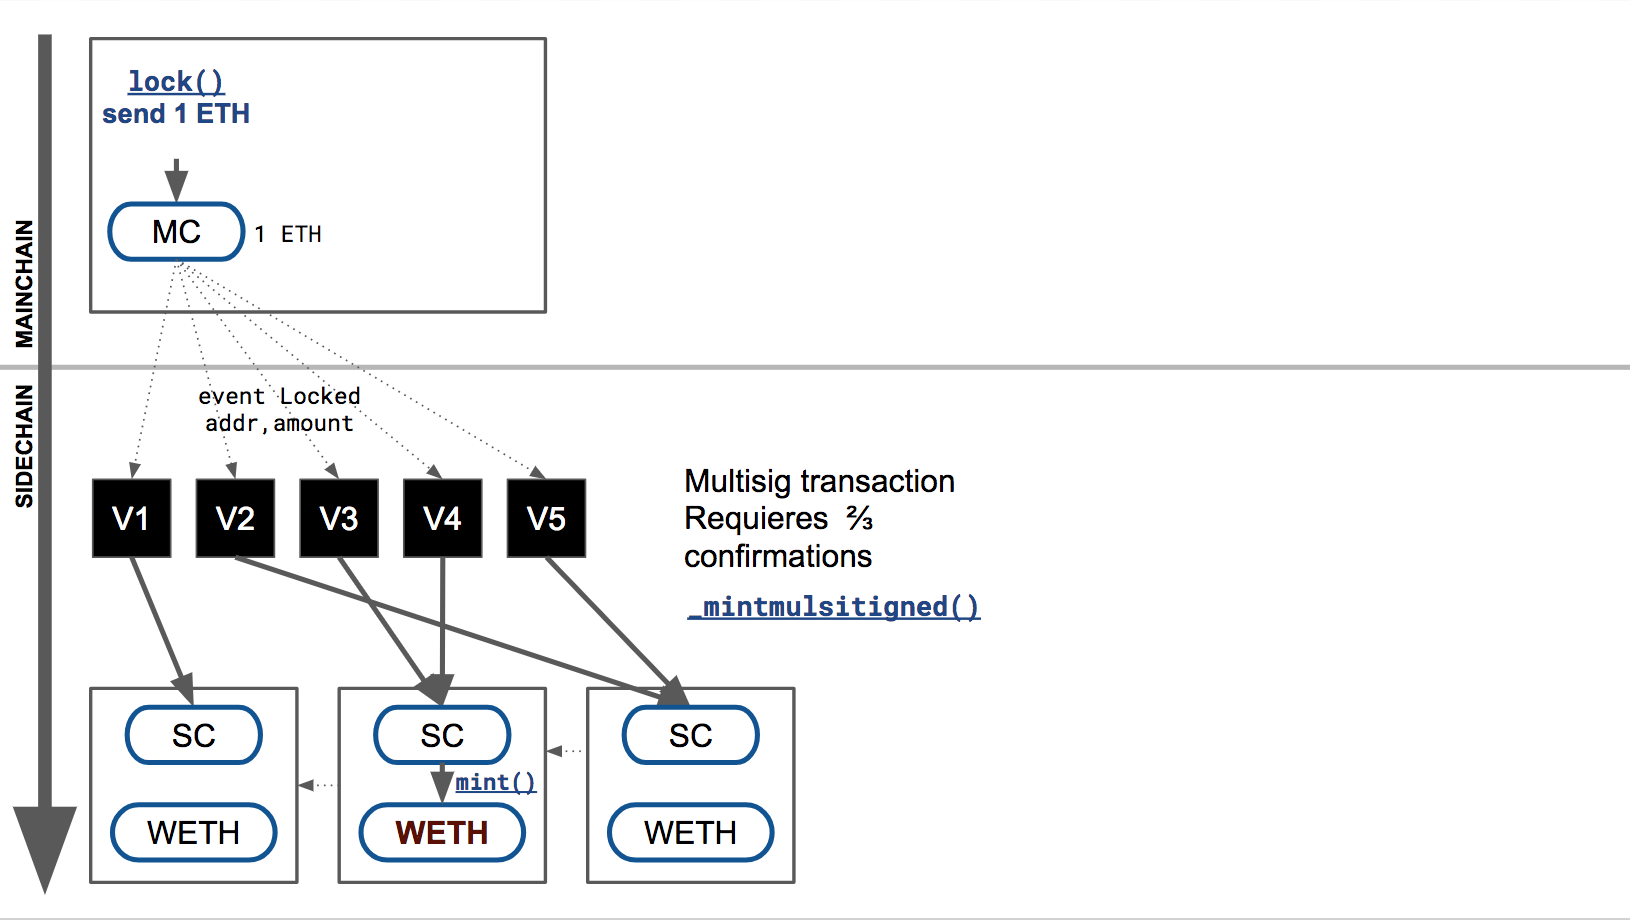 lock()
send 1 ETH
MC
1 ETH
MAINCHAIN
SIDECHAIN
event Locked
addr,amount
V1
V2
V3
V4
V5
Multisig transaction
Requieres ⅔
confirmations
_mintmulsitigned()
SC
SC
SC
mint()
WETH
WETH
WETH